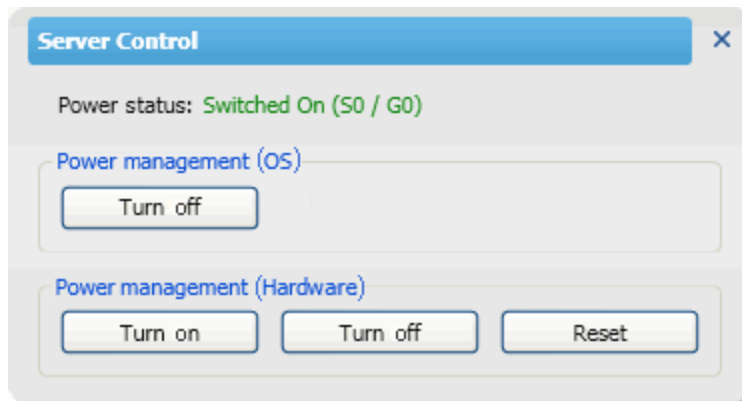 Server Control
Power status: Switched On (S0 / G0)
Power management (OS)
Turn off
Power management (Hardware)
Turn on Turn off Reset